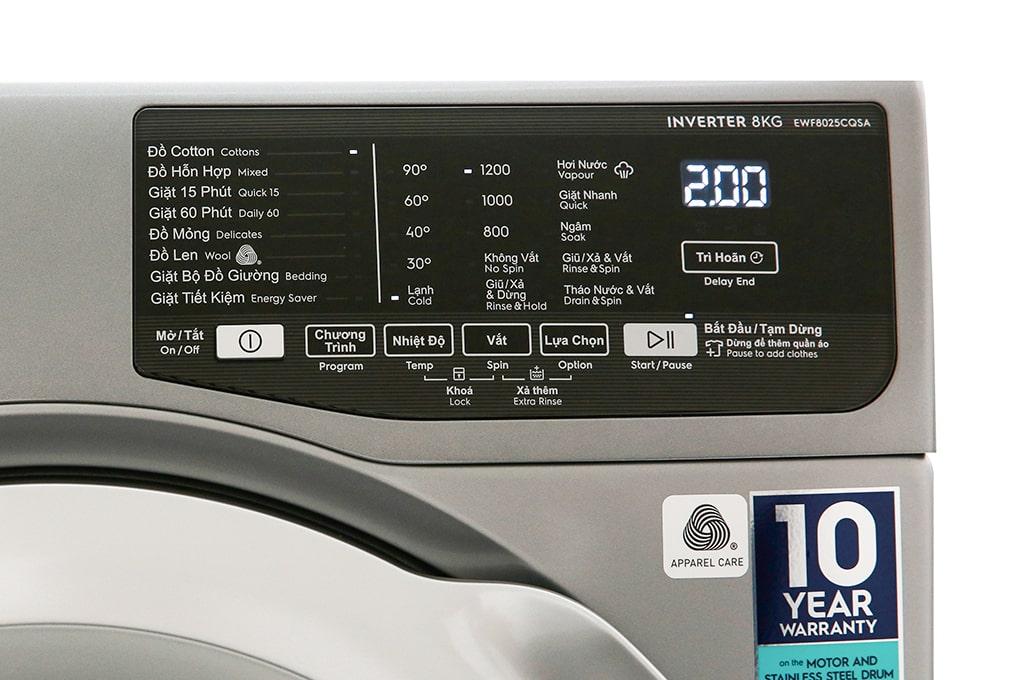 INVERTER 8KG EWF8025CQSA
Đồ Cotton Cottons
Đồ Hỗn Hợp Mixed
Giặt 15 Phút Quick 15
Giặt 60 Phút Daily 60
Đồ Mỏng Delicates
Đồ Len Wool
Giặt Bộ Đồ Giường Bedding
Giặt Tiết Kiệm Energy Saver
90°
60°
40°
30°
Lạnh
Cold
1200
1000
800
Không Vắt
No Spin
Giũ/Xả
& Dừng
Rinse & Hold
Hơi Nước
Vapour
Giặt Nhanh
Quick
Ngâm
Soak
Giũ/Xả & Vắt
Rinse & Spin
Tháo Nước & Vắt
Drain & Spin
2.00
Trì Hoãn
Delay End
Mở/Tắt
On/Off
Chương
Trình
Program
Nhiệt Độ
Temp
Vắt
Spin
Lựa Chọn
Option
Khoá
Lock
Xả thêm
Extra Rinse
Start/Pause
Bắt Đầu/Tạm Dừng
Dừng để thêm quần áo
Pause to add clothes
APPAREL CARE
10
YEAR
WARRANTY
on the MOTOR AND
STAINLESS STEEL DRUM